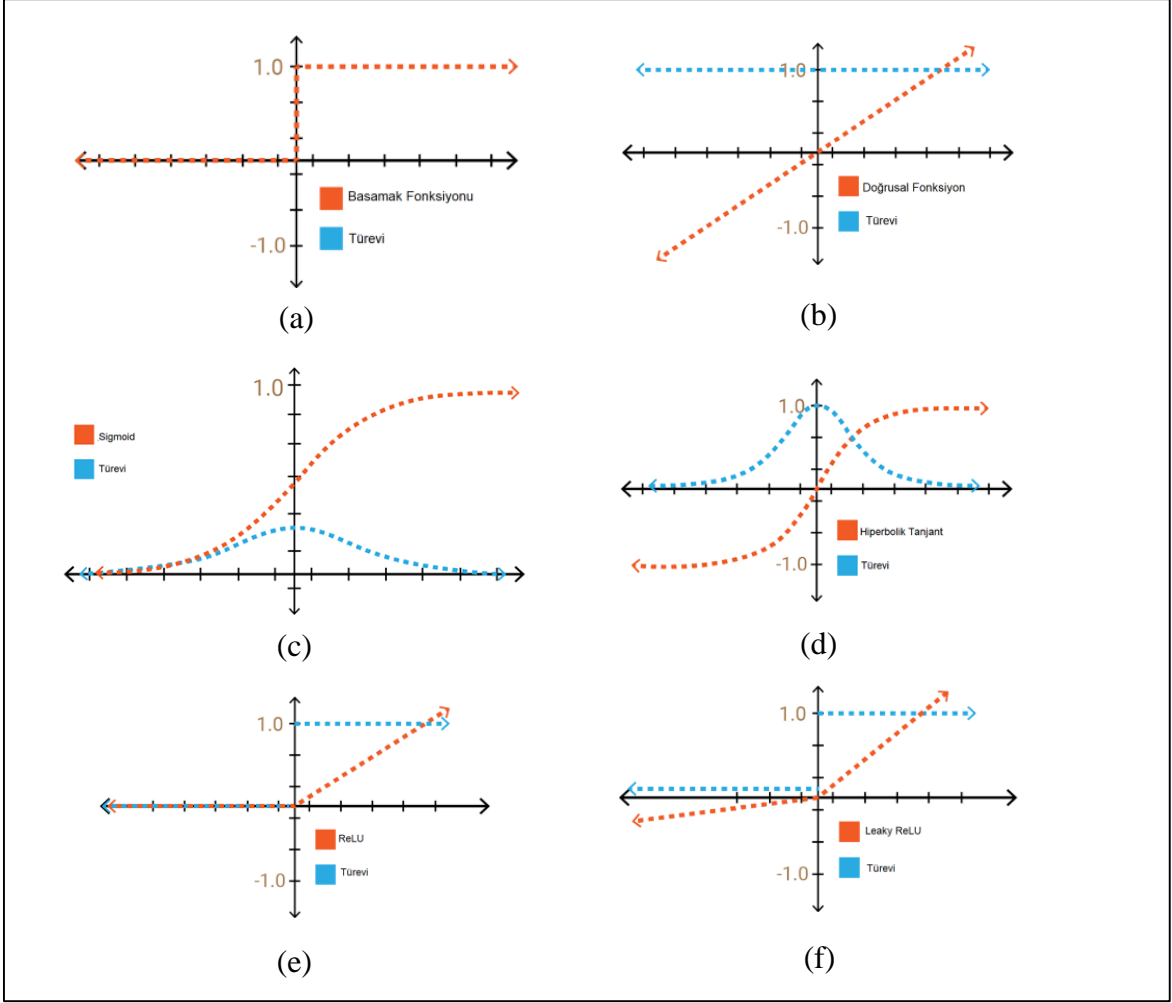 1.0
Basamak Fonksiyonu
Türevi
-1.0
(a)
1.0
Doğrusal Fonksiyon
Türevi
-1.0
(b)
1.0
Sigmoid
Türevi
(c)
1.0
Hiperbolik Tanjant
Türevi
-1.0
(d)
1.0
ReLU
Türevi
-1.0
(e)
1.0
Leaky ReLU
Türevi
-1.0
(f)